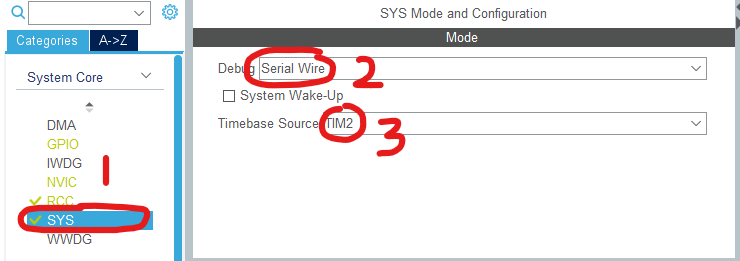 SYS Mode and Configuration
Categories A->Z
Mode
System Core
Debug Serial Wire 2
System Wake-Up
Timebase Source TIM2 3
DMA
GPIO
IWDG
1
NVIC
RCC
SYS
WWDG